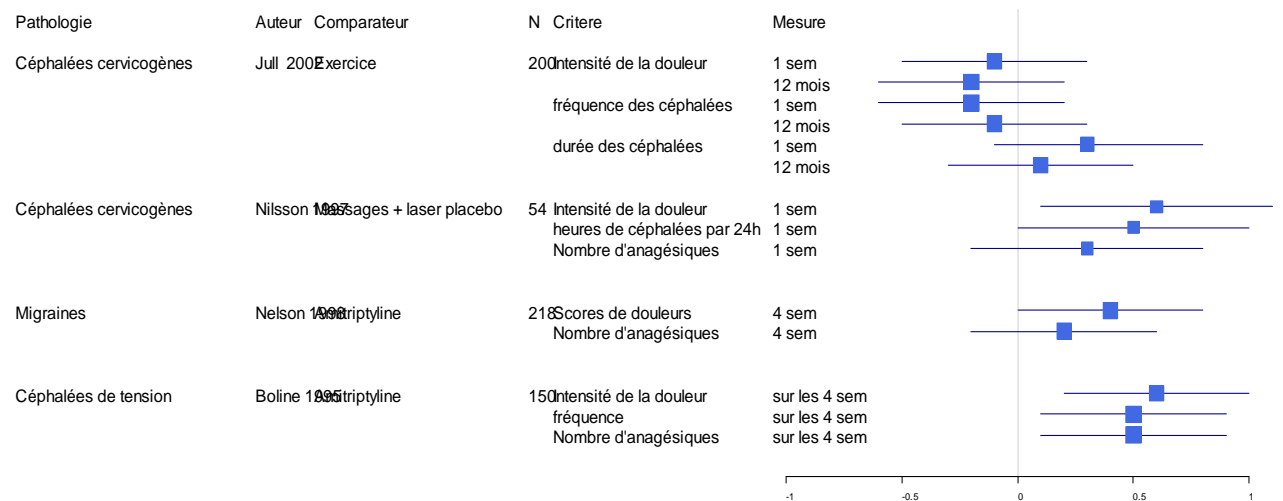 Pathologie Auteur Comparateur N Critere Mesure
Céphalées cervicogènes Jull 2002 Exercice 200 Intensité de la douleur 1 sem
12 mois
fréquence des céphalées 1 sem
12 mois
durée des céphalées 1 sem
12 mois
Céphalées cervicogènes Nilsson 1997 Massages + laser placebo 54 Intensité de la douleur 1 sem
heures de céphalées par 24h 1 sem
Nombre d'anagésiques 1 sem
Migraines Nelson 1998 Amitriptyline 218 Scores de douleurs 4 sem
Nombre d'anagésiques 4 sem
Céphalées de tension Boline 1995 Amitriptyline 150 Intensité de la douleur sur les 4 sem
fréquence sur les 4 sem
Nombre d'anagésiques sur les 4 sem
-1 -0.5 0 0.5 1